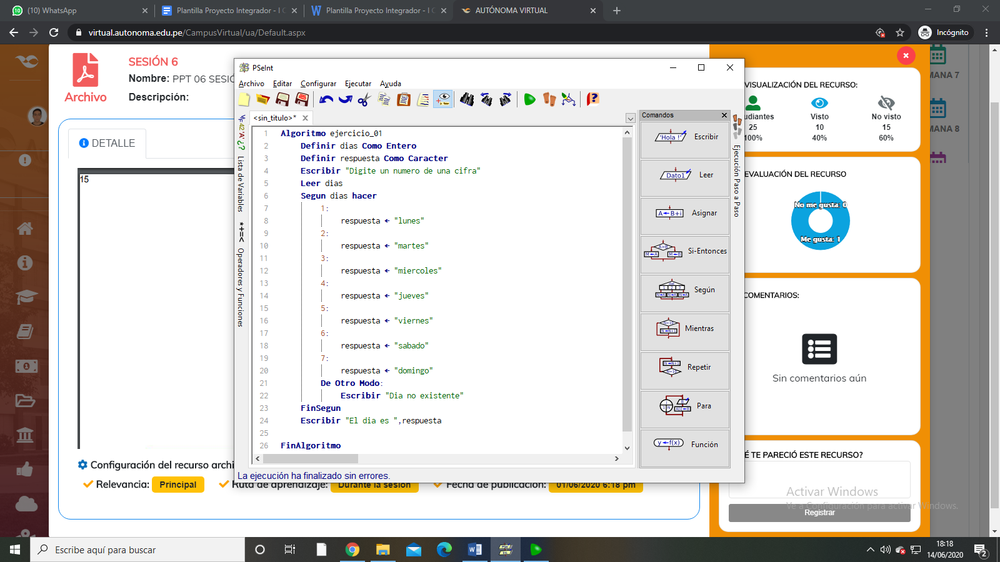 (10) WhatsApp
Plantilla Proyecto Integrador - I C
Plantilla Proyecto Integrador - I C
AUTÓNOMA VIRTUAL
virtual.autonoma.edu.pe/CampusVirtual/ua/Default.aspx
Incógnito
Archivo
SESIÓN 6
Nombre: PPT 06 SESIÓ
Descripción:
DETALLE
15
Configuración del recurso archi
Relevancia: Principal
Ruta de aprendizaje: Durante la sesión
Fecha de publicación: 01/06/2020 6:18 pm
PSeInt
Archivo Editar Configurar Ejecutar Ayuda
<sin_titulo>*
Lista de Variables
Operadores y Funciones
1 Algoritmo ejercicio_01
2 Definir dias Como Entero
3 Definir respuesta Como Caracter
4 Escribir "Digite un numero de una cifra"
5 Leer dias
6 Segun dias hacer
7 1:
8 respuesta ← "lunes"
9 2:
10 respuesta ← "martes"
11 3:
12 respuesta ← "miercoles"
13 4:
14 respuesta ← "jueves"
15 5:
16 respuesta ← "viernes"
17 6:
18 respuesta ← "sabado"
19 7:
20 respuesta ← "domingo"
21 De Otro Modo:
22 Escribir "Dia no existente"
23 FinSegun
24 Escribir "El dia es ",respuesta
25
26 FinAlgoritmo
La ejecución ha finalizado sin errores.
Comandos
'Hola !' Escribir
Dato1 Leer
A←B+i Asignar
A>B M←A M←B Si-Entonces
Según
Mientras
Repetir
Para
y←f(x) Función
Ejecución Paso a Paso
VISUALIZACIÓN DEL RECURSO:
udiantes
25
100%
Visto
10
40%
No visto
15
60%
EVALUACIÓN DEL RECURSO
No me gusta: 0
Me gusta: 1
COMENTARIOS:
Sin comentarios aún
É TE PARECIÓ ESTE RECURSO?
Registrar
MANA 7
MANA 8
Activar Windows
Ve a Configuración para activar Windows.
Escribe aquí para buscar
18:18
14/06/2020
2